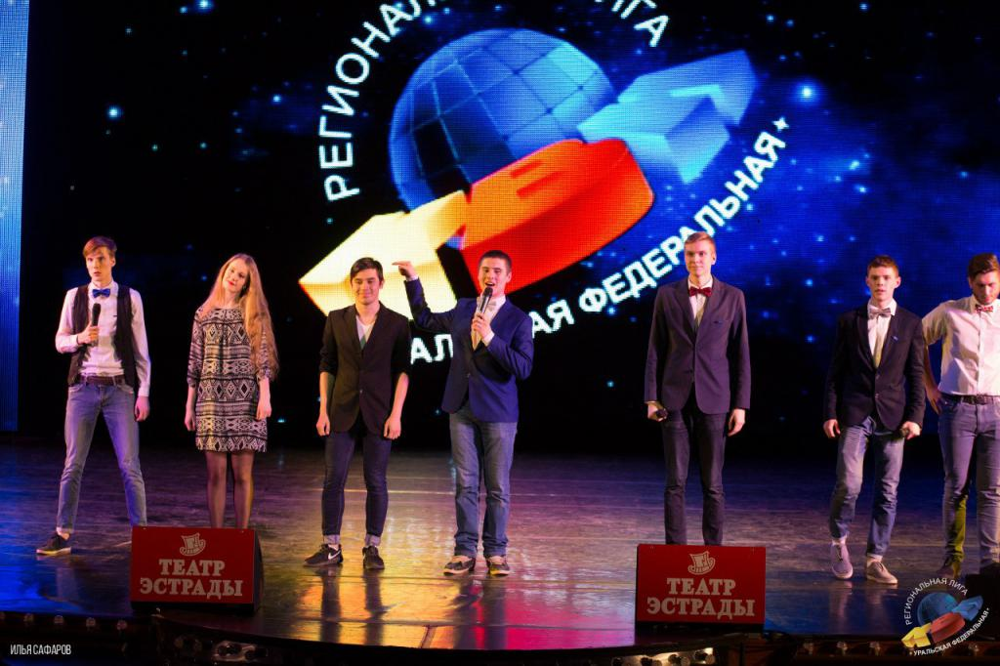 РЕГИОНАЛ
ЛИГА
АЛ
АЯ ФЕДЕРАЛЬНАЯ
ТЕАТР
ЭСТРАДЫ
ТЕАТР
ЭСТРАДЫ
РЕГИОНАЛЬНАЯ ЛИГА
УРАЛЬСКАЯ ФЕДЕРАЛЬНАЯ
ИЛЬЯ САФАРОВ